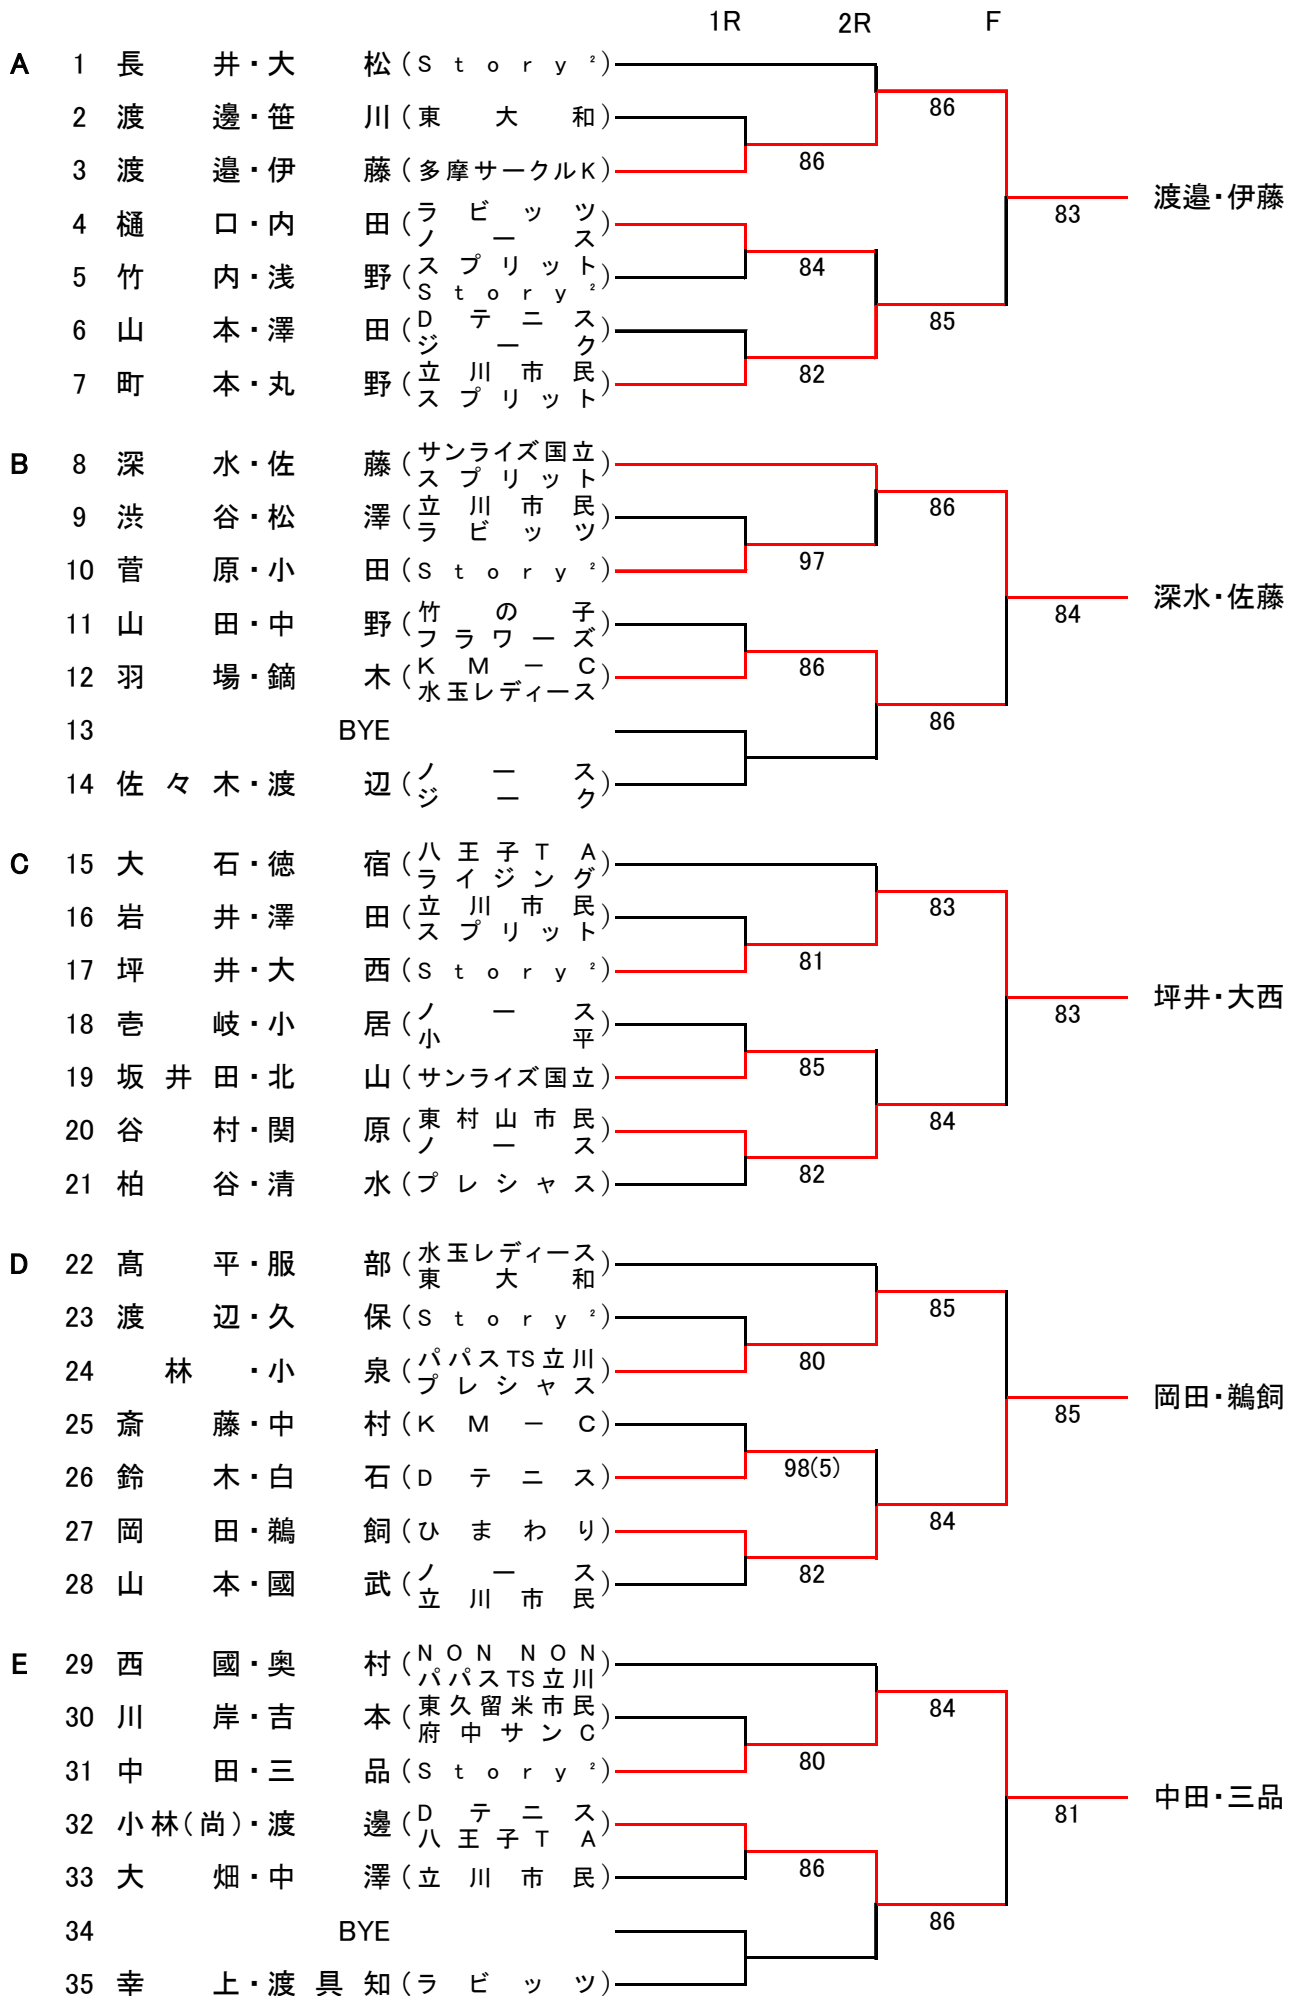 1R 2R F
A 1 長井・大松(Story²)
2 渡邊・笹川(東大和)
86
3 渡邉・伊藤(多摩サークルK)
86
渡邉・伊藤
83
4 樋口・内田(ラビッツ ノース)
84
5 竹内・浅野(スプリット Story²)
85
6 山本・澤田(Dテニス ジーク)
82
7 町本・丸野(立川市民 スプリット)
B 8 深水・佐藤(サンライズ国立 スプリット)
86
9 渋谷・松澤(立川市民 ラビッツ)
97
10 菅原・小田(Story²)
深水・佐藤
84
11 山田・中野(竹の子 フラワーズ)
86
12 羽場・鏑木(KM-C 水玉レディース)
86
13 BYE
14 佐々木・渡辺(ノース ジーク)
C 15 大石・徳宿(八王子TA ライジング)
83
16 岩井・澤田(立川市民 スプリット)
81
17 坪井・大西(Story²)
坪井・大西
83
18 壱岐・小居(ノース 小平)
85
19 坂井田・北山(サンライズ国立)
84
20 谷村・関原(東村山市民 ノース)
82
21 柏谷・清水(プレシャス)
D 22 髙平・服部(水玉レディース 東大和)
85
23 渡辺・久保(Story²)
80
24 林・小泉(パパスTS立川 プレシャス)
岡田・鵜飼
85
25 斎藤・中村(KM-C)
98(5)
26 鈴木・白石(Dテニス)
84
27 岡田・鵜飼(ひまわり)
82
28 山本・國武(ノース 立川市民)
E 29 西國・奥村(NON NON パパスTS立川)
84
30 川岸・吉本(東久留米市民 府中サンC)
80
31 中田・三品(Story²)
中田・三品
81
32 小林(尚)・渡邊(Dテニス 八王子TA)
86
33 大畑・中澤(立川市民)
86
34 BYE
35 幸上・渡具知(ラビッツ)